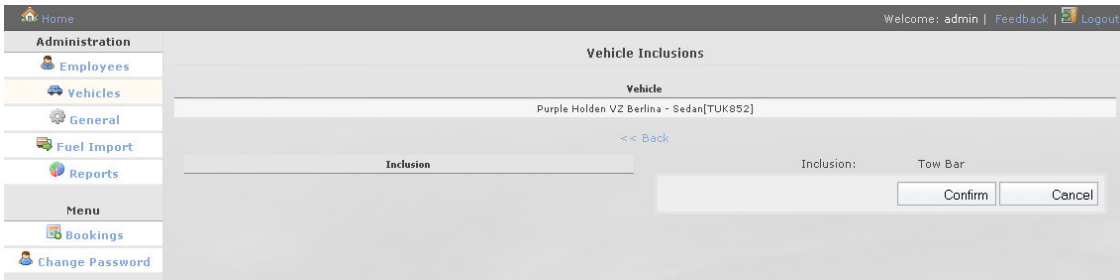 Home
Welcome: admin | Feedback | Logout
Administration
Employees
Vehicles
General
Fuel Import
Reports
Menu
Bookings
Change Password
Vehicle Inclusions
Vehicle
Purple Holden VZ Berlina - Sedan[TUK852]
<< Back
Inclusion
Inclusion: Tow Bar
Confirm Cancel